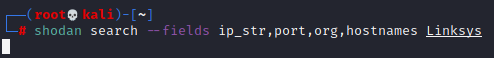 (root💀kali)-[~]
# shodan search --fields ip_str,port,org,hostnames Linksys